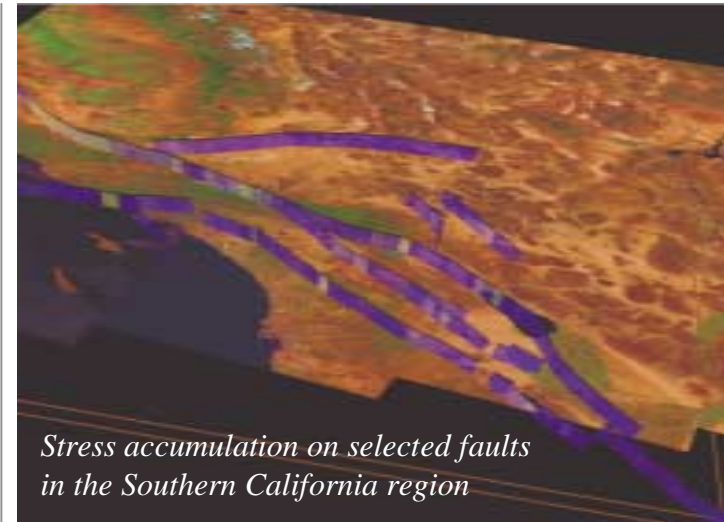 Stress accumulation on selected faults
in the Southern California region